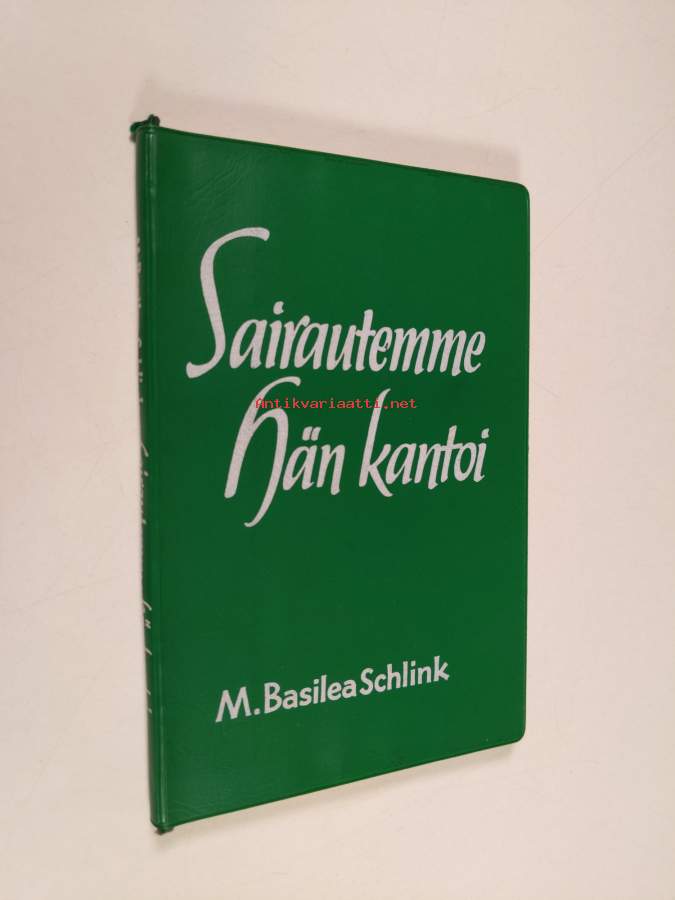 Sairautemme
Antikvariaatti.net
hän kantoi
M. Basilea Schlink